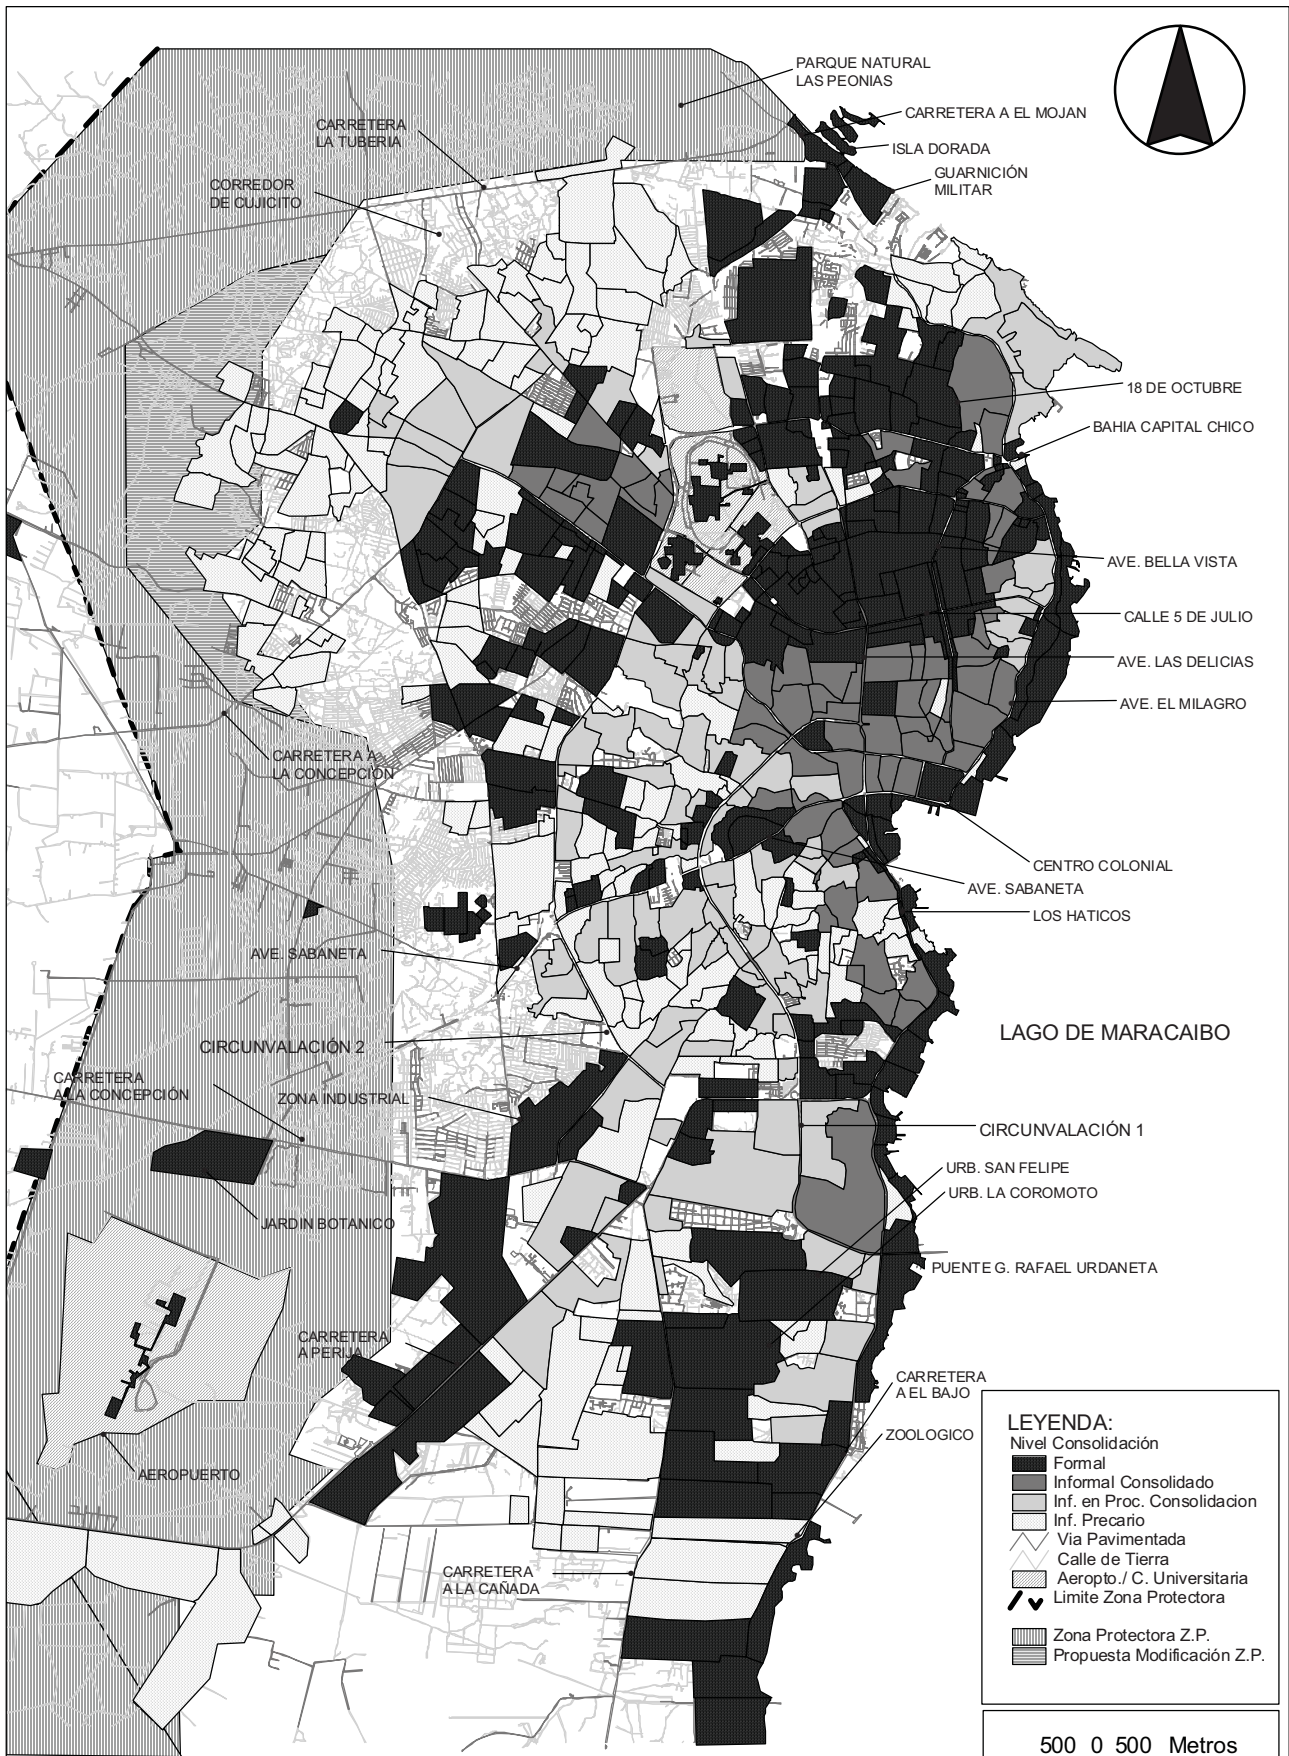 PARQUE NATURAL
LAS PEONIAS
CARRETERA A EL MOJAN
CARRETERA
LA TUBERIA
ISLA DORADA
GUARNICIÓN
MILITAR
CORREDOR
DE CUJICITO
18 DE OCTUBRE
BAHIA CAPITAL CHICO
AVE. BELLA VISTA
CALLE 5 DE JULIO
AVE. LAS DELICIAS
AVE. EL MILAGRO
CARRETERA A
LA CONCEPCIÓN
CENTRO COLONIAL
AVE. SABANETA
LOS HATICOS
AVE. SABANETA
LAGO DE MARACAIBO
CIRCUNVALACIÓN 2
CARRETERA
A LA CONCEPCIÓN
ZONA INDUSTRIAL
CIRCUNVALACIÓN 1
URB. SAN FELIPE
URB. LA COROMOTO
JARDIN BOTANICO
PUENTE G. RAFAEL URDANETA
CARRETERA
A PERIJA
CARRETERA
A EL BAJO
ZOOLOGICO
AEROPUERTO
CARRETERA
A LA CAÑADA
LEYENDA:
Nivel Consolidación
Formal
Informal Consolidado
Inf. en Proc. Consolidacion
Inf. Precario
Via Pavimentada
Calle de Tierra
Aeropto./ C. Universitaria
Limite Zona Protectora
Zona Protectora Z.P.
Propuesta Modificación Z.P.
500 0 500 Metros